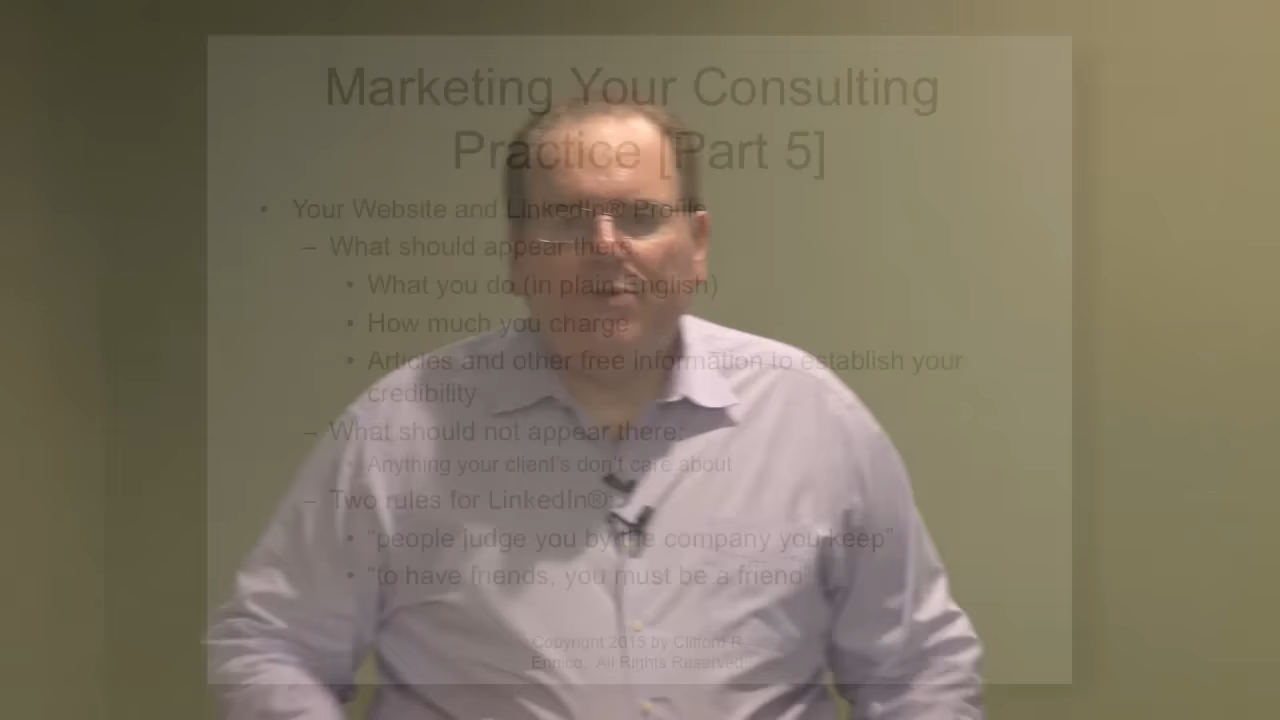 Marketing Your Consulting
Practice [Part 5]
• Your Website and LinkedIn® Profile
– What should appear there:
• What you do (in plain English)
• How much you charge
• Articles and other free information to establish your
credibility
– What should not appear there:
• Anything your client's don't care about
– Two rules for LinkedIn®:
• "people judge you by the company you keep"
• "to have friends, you must be a friend"
Copyright 2015 by Clifford R.
Ennico. All Rights Reserved.